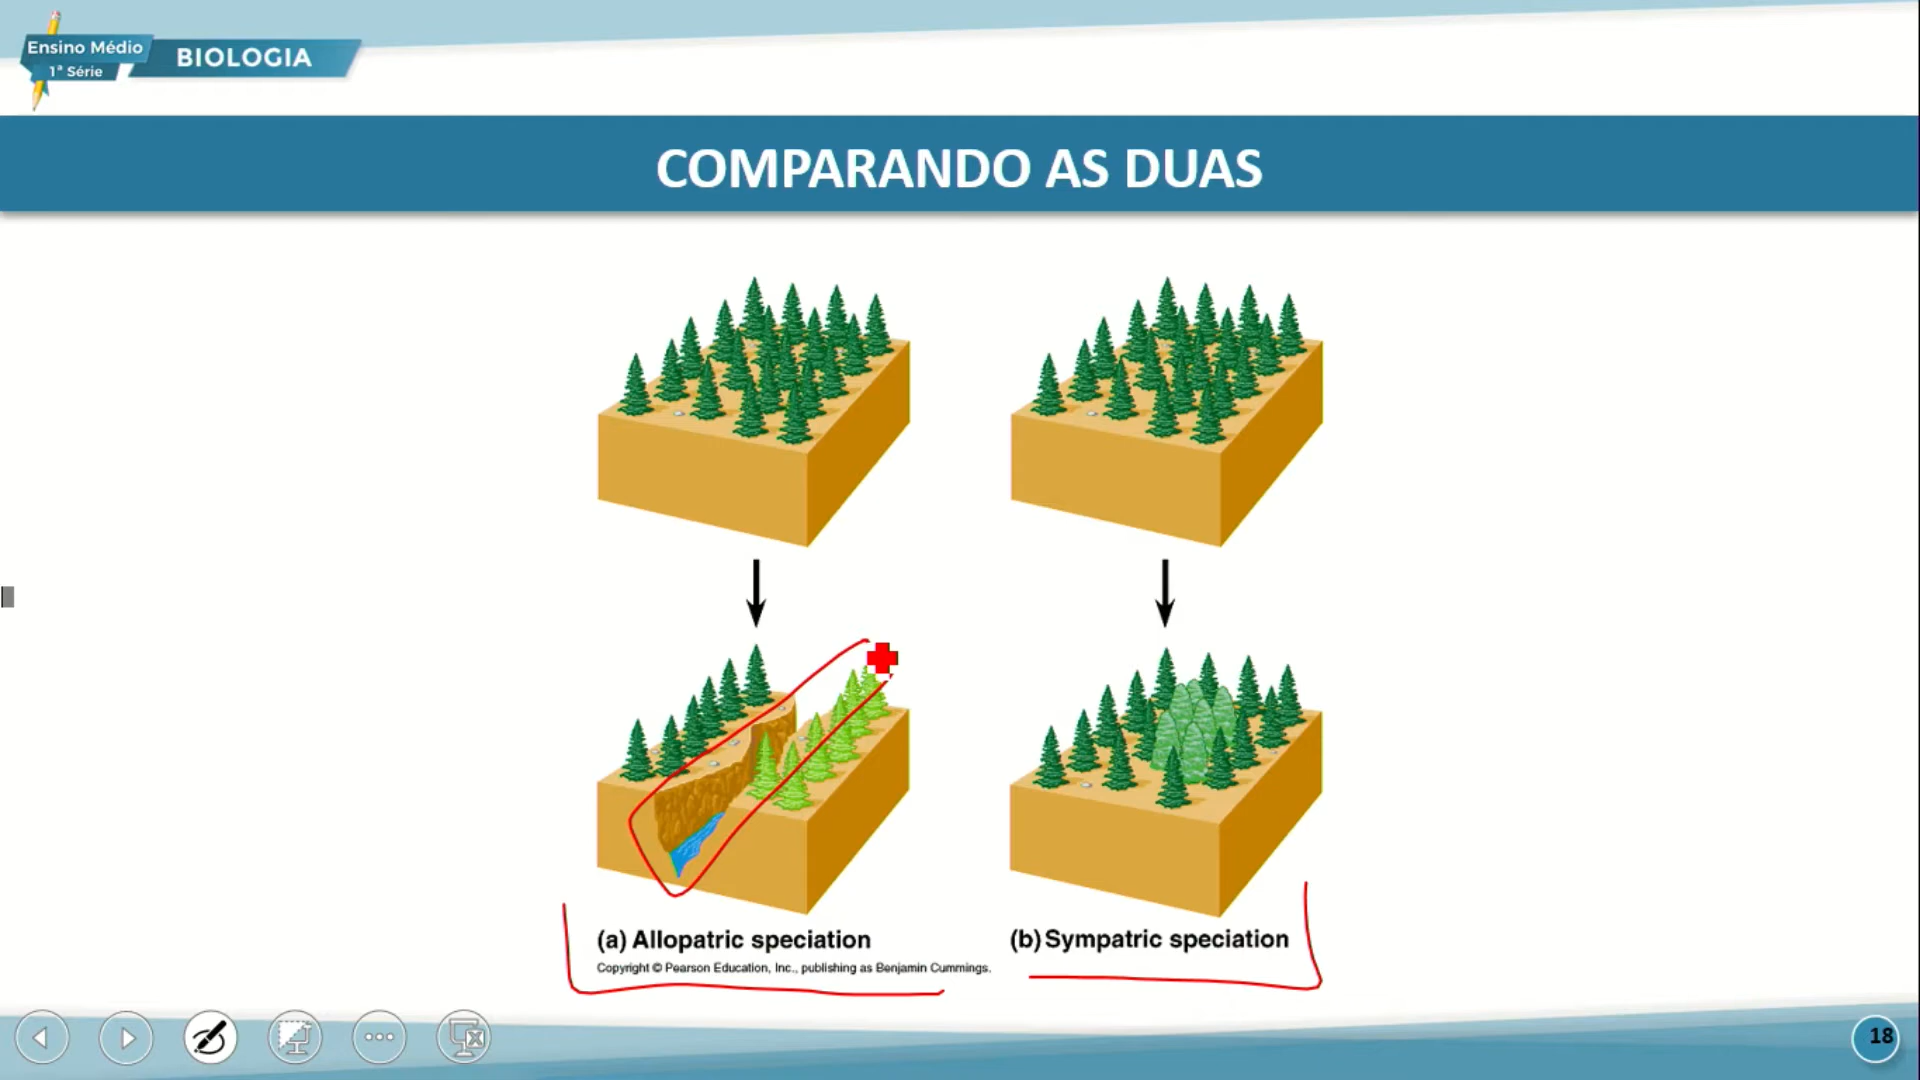 Ensino Médio
1ª Série
BIOLOGIA
COMPARANDO AS DUAS
(a) Allopatric speciation
Copyright © Pearson Education, Inc., publishing as Benjamin Cummings.
(b) Sympatric speciation
18